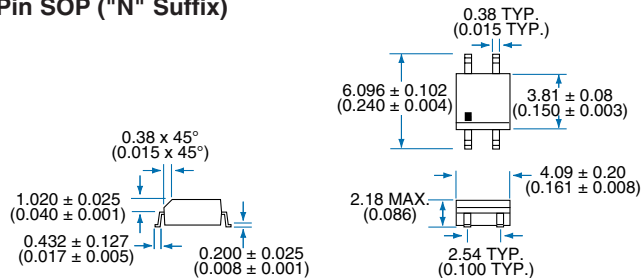 Pin SOP ("N" Suffix)
0.38 TYP.
(0.015 TYP.)
6.096 ± 0.102
(0.240 ± 0.004)
3.81 ± 0.08
(0.150 ± 0.003)
0.38 x 45°
(0.015 x 45°)
1.020 ± 0.025
(0.040 ± 0.001)
0.432 ± 0.127
(0.017 ± 0.005)
0.200 ± 0.025
(0.008 ± 0.001)
4.09 ± 0.20
(0.161 ± 0.008)
2.18 MAX.
(0.086)
2.54 TYP.
(0.100 TYP.)